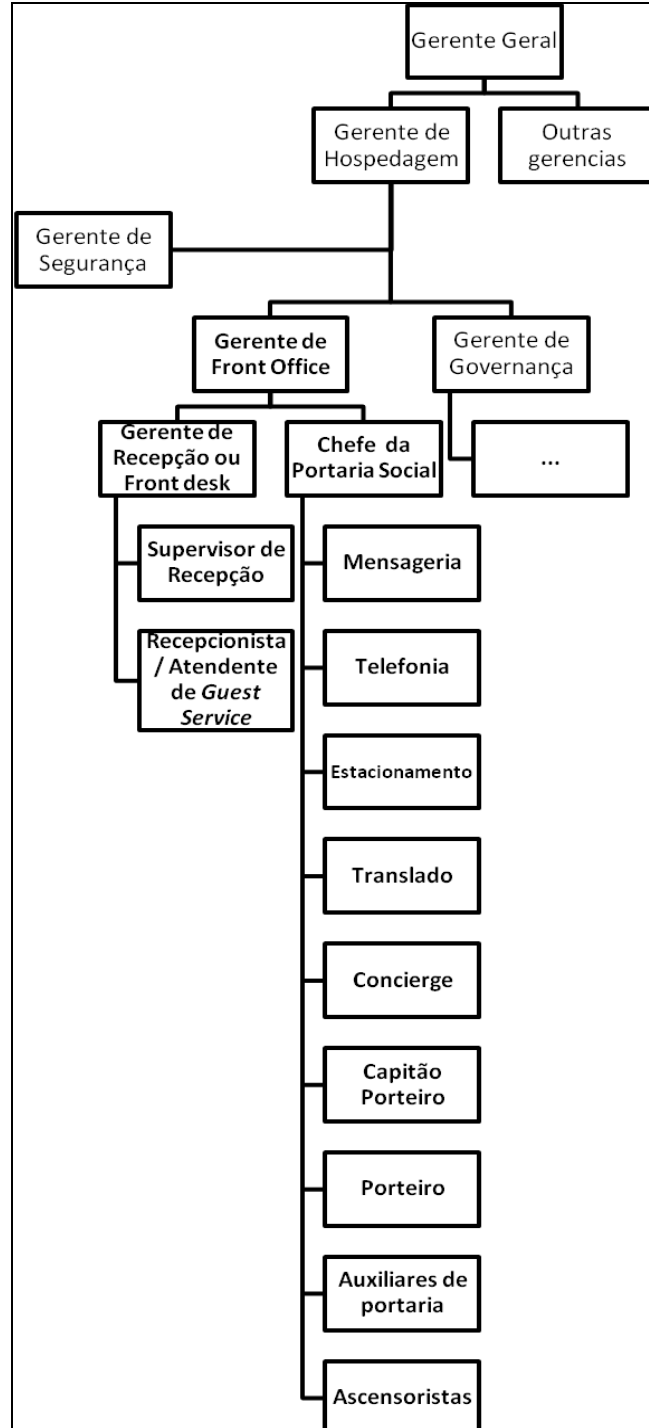 Gerente Geral
Gerente de
Hospedagem
Outras
gerencias
Gerente de
Segurança
Gerente de
Front Office
Gerente de
Governança
Gerente de
Recepção ou
Front desk
Chefe da
Portaria Social
...
Supervisor de
Recepção
Mensageria
Recepcionista
/ Atendente
de Guest
Service
Telefonia
Estacionamento
Translado
Concierge
Capitão
Porteiro
Porteiro
Auxiliares de
portaria
Ascensoristas